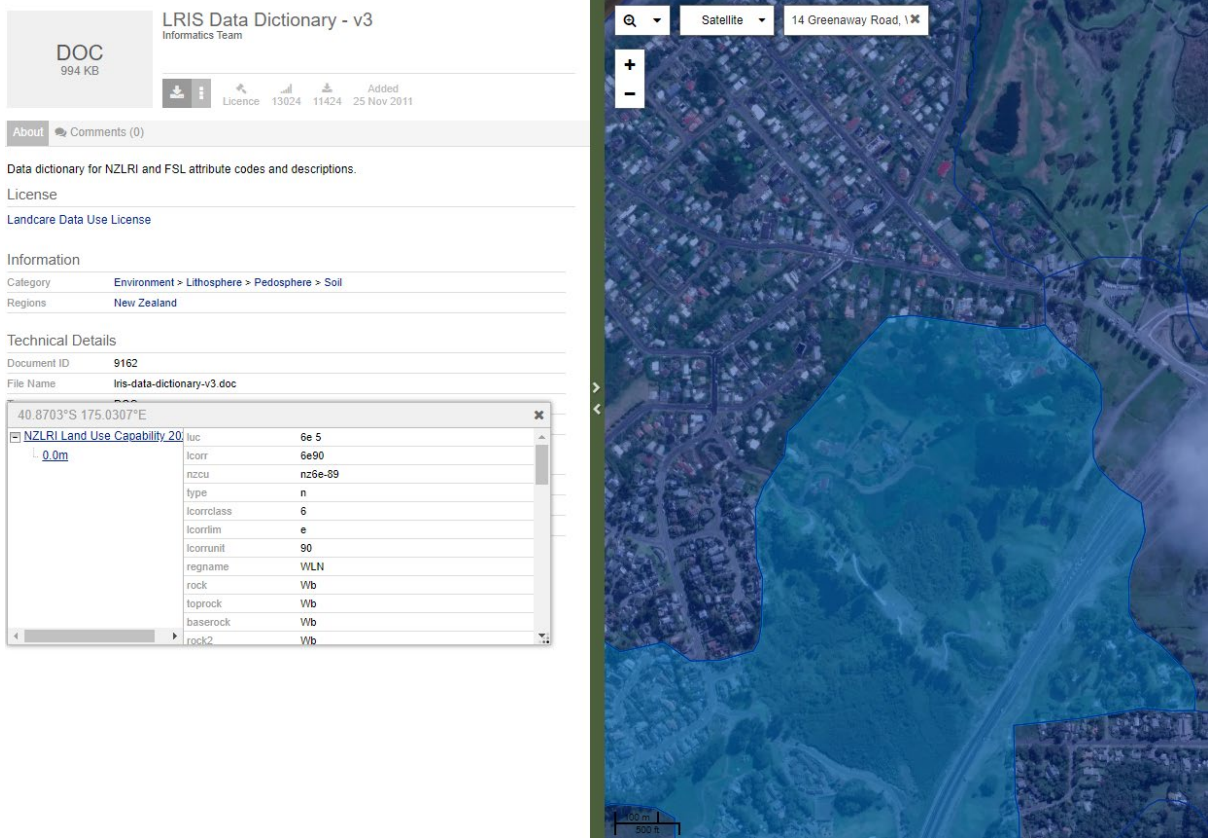 DOC
994 KB
LRIS Data Dictionary - v3
Informatics Team
Licence 13024 11424 Added
25 Nov 2011
About Comments (0)
Data dictionary for NZLRI and FSL attribute codes and descriptions.
License
Landcare Data Use License
Information
Category Environment > Lithosphere > Pedosphere > Soil
Regions New Zealand
Technical Details
Document ID 9162
File Name lris-data-dictionary-v3.doc
40.8703°S 175.0307°E
NZLRI Land Use Capability 202
0.0m
luc 6e 5
lcorr 6e90
nzcu nz6e-89
type n
lcorrclass 6
lcorrlim e
lcorrunit 90
regname WLN
rock Wb
toprock Wb
baserock Wb
rock2 Wb
Satellite
14 Greenaway Road, \
+
−
100 m
500 ft